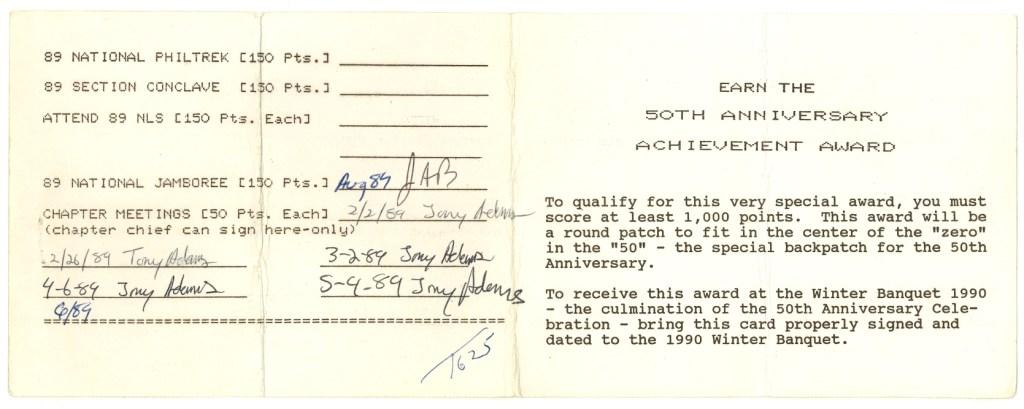 89 NATIONAL PHILTREK [150 Pts.]
89 SECTION CONCLAVE [150 Pts.]
ATTEND 89 NLS [150 Pts. Each]
89 NATIONAL JAMBOREE [150 Pts.] Aug 89 JAB
CHAPTER MEETINGS [50 Pts. Each] 2/2/89 Tony Adams
(chapter chief can sign here-only)
2/26/89 Tony Adams 3-2-89 Tony Adams
4-6-89 Tony Adams 5-4-89 Tony Adams
6/89
1625
EARN THE
50TH ANNIVERSARY
ACHIEVEMENT AWARD
To qualify for this very special award, you must
score at least 1,000 points. This award will be
a round patch to fit in the center of the "zero"
in the "50" - the special backpatch for the 50th
Anniversary.
To receive this award at the Winter Banquet 1990
- the culmination of the 50th Anniversary Cele-
bration - bring this card properly signed and
dated to the 1990 Winter Banquet.